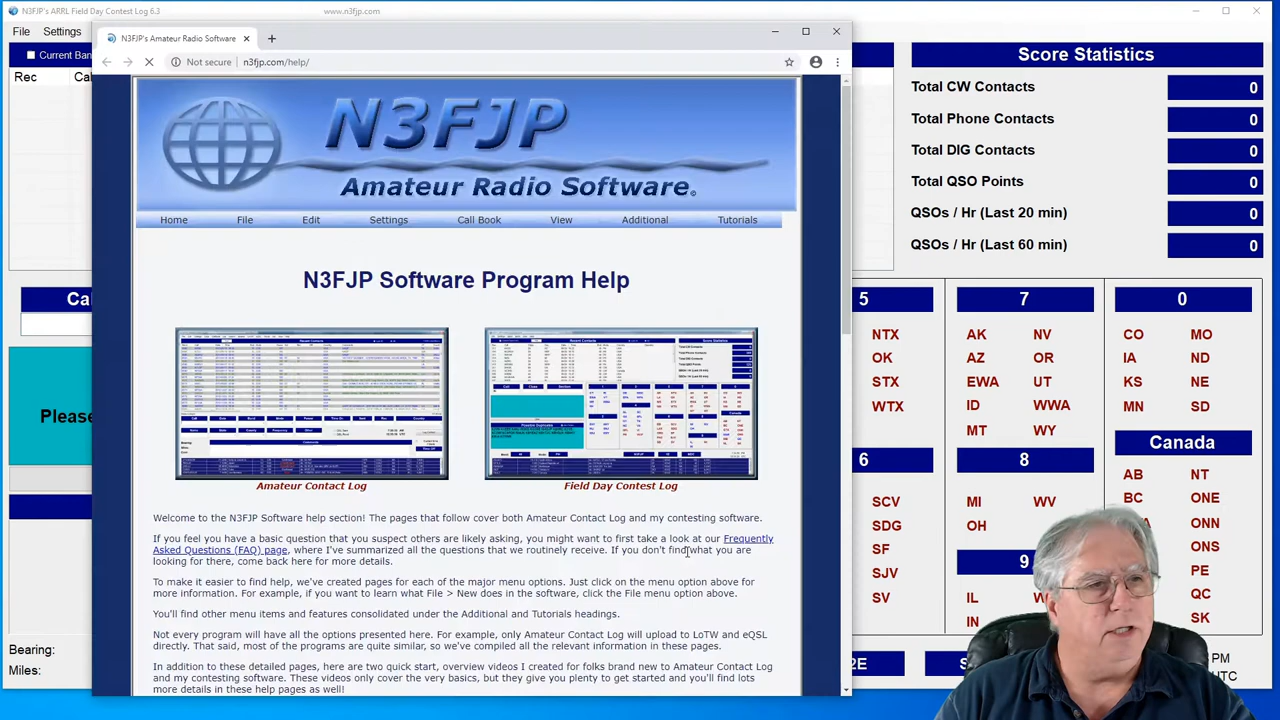 N3FJP's ARRL Field Day Contest Log 6.3
www.n3fjp.com
File Settings
Current Ban
Rec Cal
N3FJP's Amateur Radio Software
Not secure n3fjp.com/help/
N3FJP
Amateur Radio Software
Home File Edit Settings Call Book View Additional Tutorials
N3FJP Software Program Help
Amateur Contact Log
Field Day Contest Log
Welcome to the N3FJP Software help section! The pages that follow cover both Amateur Contact Log and my contesting software.
If you feel you have a basic question that you suspect others are likely asking, you might want to first take a look at our Frequently
Asked Questions (FAQ) page, where I've summarized all the questions that we routinely receive. If you don't find what you are
looking for there, come back here for more details.
To make it easier to find help, we've created pages for each of the major menu options. Just click on the menu option above for
more information. For example, if you want to learn what File > New does in the software, click the File menu option above.
You'll find other menu items and features consolidated under the Additional and Tutorials headings.
Not every program will have all the options presented here. For example, only Amateur Contact Log will upload to LoTW and eQSL
directly. That said, most of the programs are quite similar, so we've compiled all the relevant information in these pages.
In addition to these detailed pages, here are two quick start, overview videos I created for folks brand new to Amateur Contact Log
and my contesting software. These videos only cover the very basics, but they give you plenty to get started and you'll find lots
more details in these help pages as well!
Cal
Please
Bearing:
Miles:
Score Statistics
Total CW Contacts 0
Total Phone Contacts 0
Total DIG Contacts 0
Total QSO Points 0
QSOs / Hr (Last 20 min) 0
QSOs / Hr (Last 60 min) 0
5
NTX
OK
STX
WTX
6
SCV
SDG
SF
SJV
SV
7
AK NV
AZ OR
EWA UT
ID WWA
MT WY
8
MI WV
OH
9
IL
IN
0
CO MO
IA ND
KS NE
MN SD
Canada
AB NT
BC ONE
ONN
ONS
PE
QC
SK
2E
S
PM
UTC